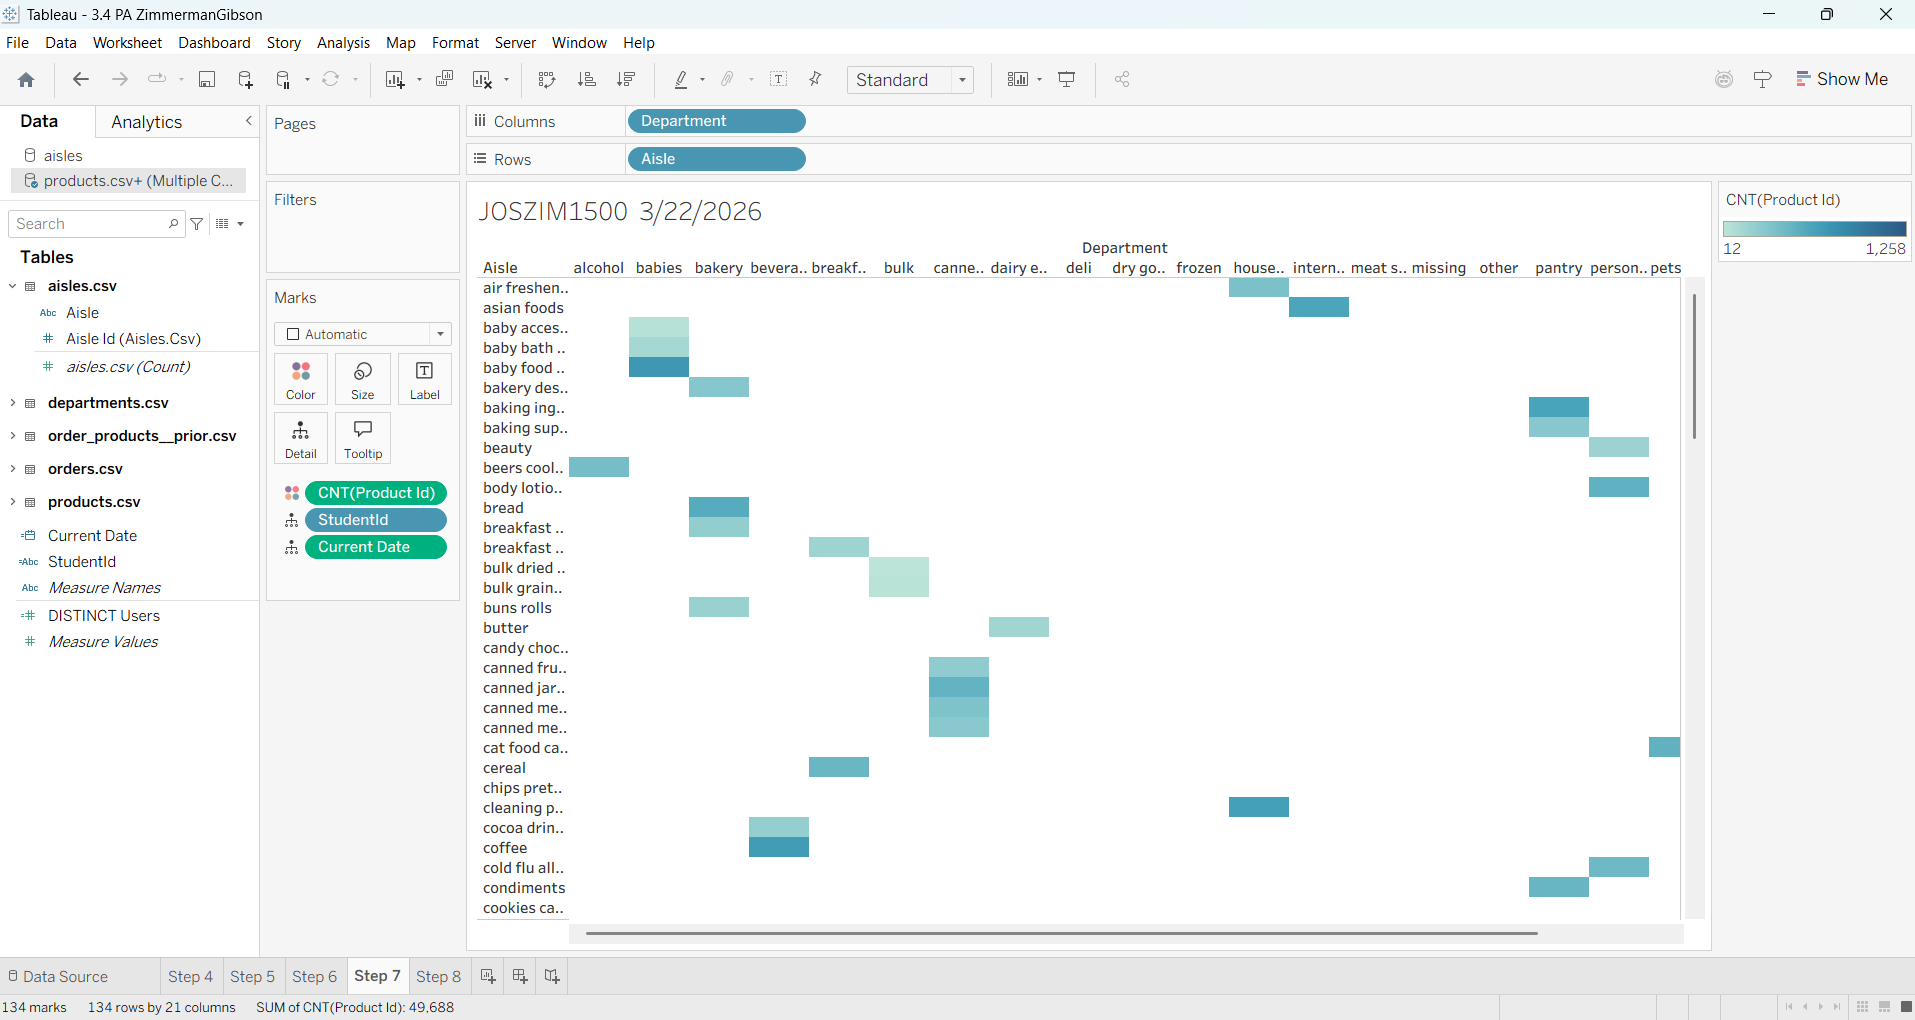 Tableau - 3.4 PA ZimmermanGibson
File Data Worksheet Dashboard Story Analysis Map Format Server Window Help
Standard
Show Me
Data
Analytics
aisles
products.csv+ (Multiple C...
Search
Tables
aisles.csv
Abc Aisle
# Aisle Id (Aisles.Csv)
# aisles.csv (Count)
departments.csv
order_products__prior.csv
orders.csv
products.csv
Current Date
=Abc StudentId
Abc Measure Names
=# DISTINCT Users
# Measure Values
Pages
Filters
Marks
Automatic
Color
Size
Label
Detail
Tooltip
CNT(Product Id)
StudentId
Current Date
Columns
Department
Rows
Aisle
JOSZIM1500 3/22/2026
Department
Aisle alcohol babies bakery bevera.. breakf.. bulk canne.. dairy e.. deli dry go.. frozen house.. intern.. meat s.. missing other pantry person.. pets
air freshen..
asian foods
baby acces..
baby bath ..
baby food ..
bakery des..
baking ing..
baking sup..
beauty
beers cool..
body lotio..
bread
breakfast ..
breakfast ..
bulk dried ..
bulk grain..
buns rolls
butter
candy choc..
canned fru..
canned jar..
canned me..
canned me..
cat food ca..
cereal
chips pret..
cleaning p..
cocoa drin..
coffee
cold flu all..
condiments
cookies ca..
CNT(Product Id)
12 1,258
Data Source
Step 4
Step 5
Step 6
Step 7
Step 8
134 marks 134 rows by 21 columns SUM of CNT(Product Id): 49,688